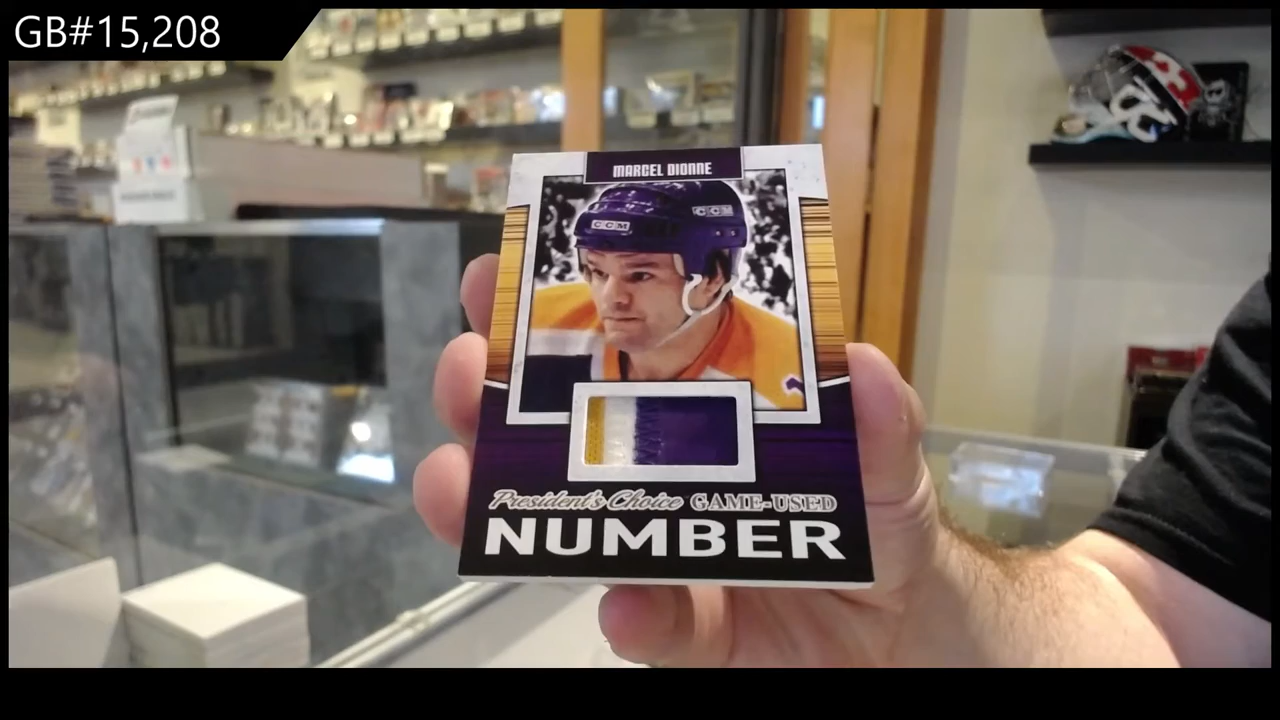 GB#15,208
MARCEL DIONNE
CCM
CCM
President's Choice GAME-USED
NUMBER